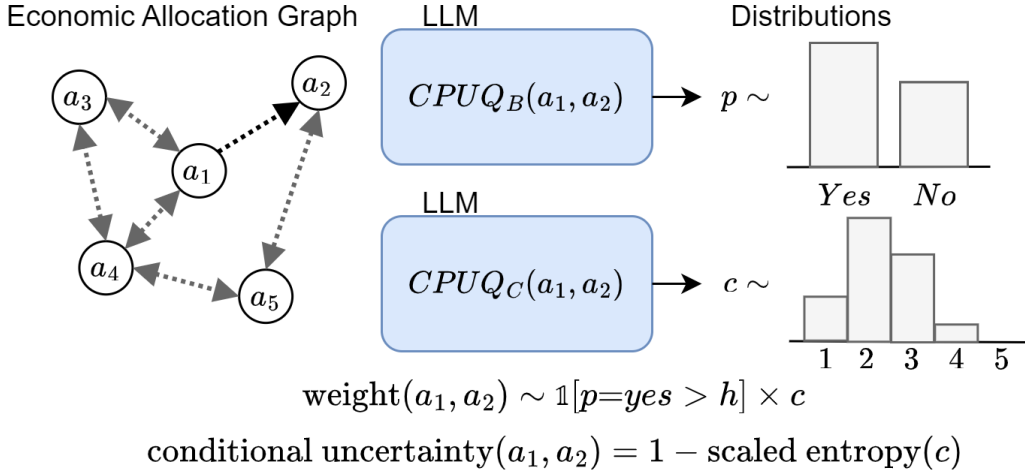 Economic Allocation Graph
LLM
Distributions
a₃
a₂
a₁
a₄
a₅
CPUQ_B(a₁, a₂)
p ∼
Yes No
LLM
CPUQ_C(a₁, a₂)
c ∼
1 2 3 4 5
weight(a₁, a₂) ∼ 𝟙[p=yes > h] × c
conditional uncertainty(a₁, a₂) = 1 − scaled entropy(c)